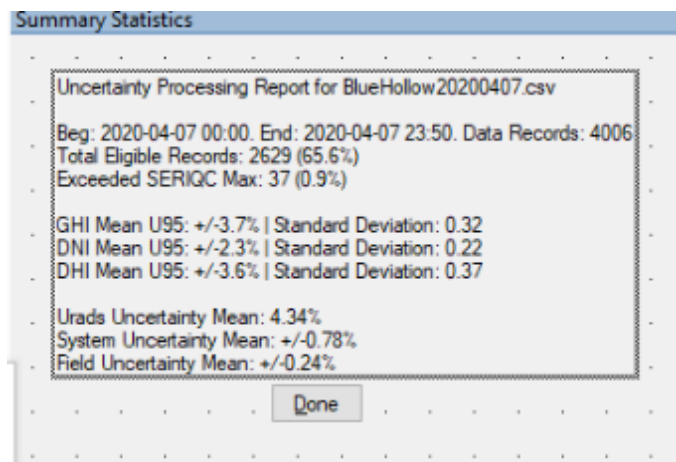 Summary Statistics
Uncertainty Processing Report for BlueHollow20200407.csv
Beg: 2020-04-07 00:00. End: 2020-04-07 23:50. Data Records: 4006
Total Eligible Records: 2629 (65.6%)
Exceeded SERIQC Max: 37 (0.9%)
GHI Mean U95: +/-3.7% | Standard Deviation: 0.32
DNI Mean U95: +/-2.3% | Standard Deviation: 0.22
DHI Mean U95: +/-3.6% | Standard Deviation: 0.37
Urads Uncertainty Mean: 4.34%
System Uncertainty Mean: +/-0.78%
Field Uncertainty Mean: +/-0.24%
Done